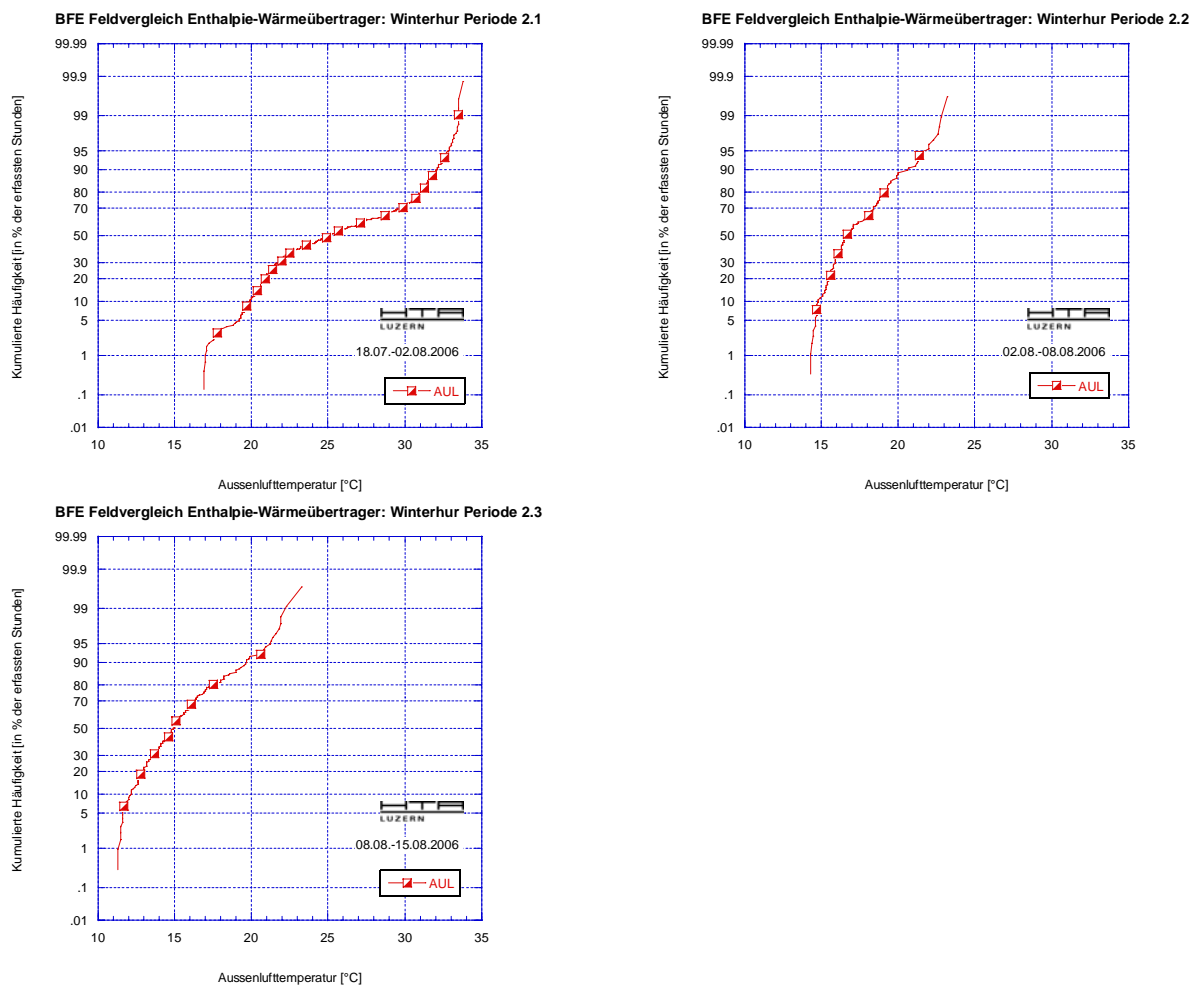 BFE Feldvergleich Enthalpie-Wärmeübertrager: Winterhur Periode 2.1
Kumulierte Häufigkeit [in % der erfassten Stunden]
99.99
99.9
99
95
90
80
70
50
30
20
10
5
1
.1
.01
HTA
LUZERN
18.07.-02.08.2006
AUL
10 15 20 25 30 35
Aussenlufttemperatur [°C]
BFE Feldvergleich Enthalpie-Wärmeübertrager: Winterhur Periode 2.2
Kumulierte Häufigkeit [in % der erfassten Stunden]
99.99
99.9
99
95
90
80
70
50
30
20
10
5
1
.1
.01
HTA
LUZERN
02.08.-08.08.2006
AUL
10 15 20 25 30 35
Aussenlufttemperatur [°C]
BFE Feldvergleich Enthalpie-Wärmeübertrager: Winterhur Periode 2.3
Kumulierte Häufigkeit [in % der erfassten Stunden]
99.99
99.9
99
95
90
80
70
50
30
20
10
5
1
.1
.01
HTA
LUZERN
08.08.-15.08.2006
AUL
10 15 20 25 30 35
Aussenlufttemperatur [°C]